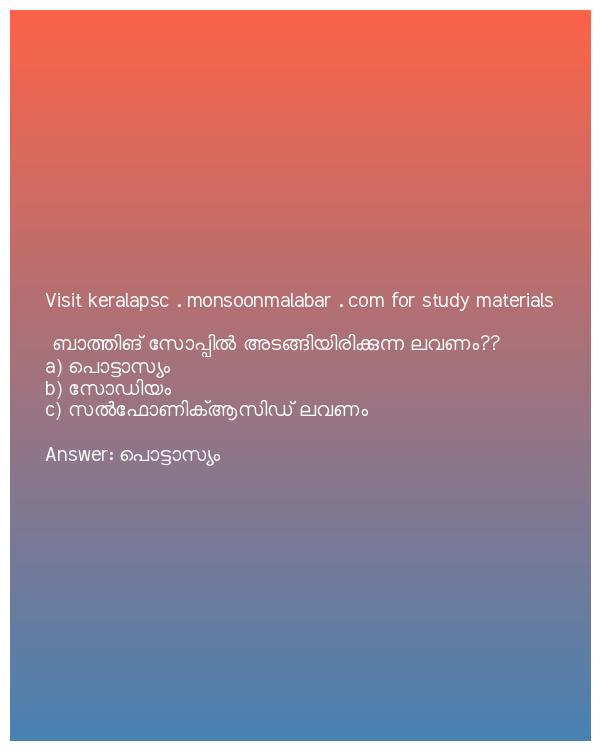 Visit keralapsc . monsoonmalabar . com for study materials
ബാത്തിങ് സോപ്പിൽ അടങ്ങിയിരിക്കുന്ന ലവണം??
a) പൊട്ടാസ്യം
b) സോഡിയം
c) സൽഫോണിക്ആസിഡ് ലവണം
Answer: പൊട്ടാസ്യം